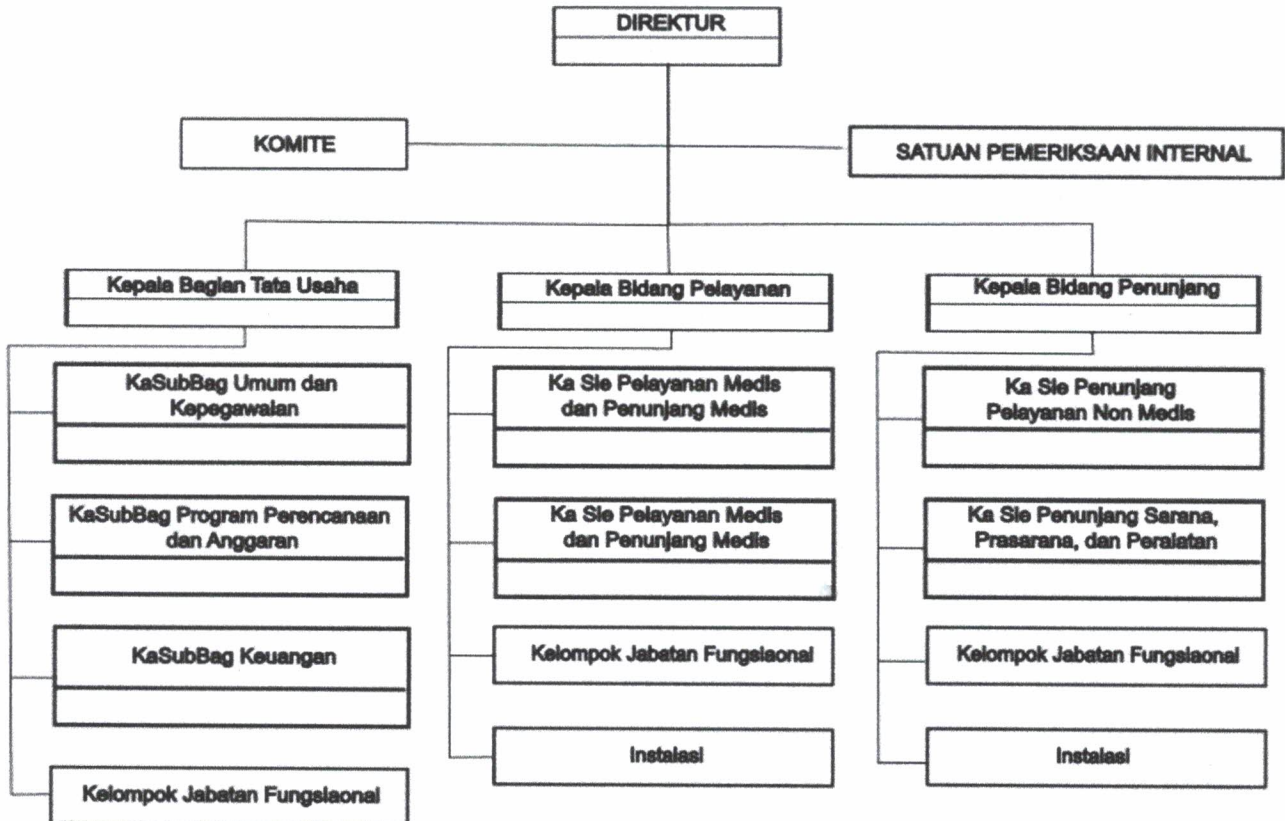 DIREKTUR
KOMITE
SATUAN PEMERIKSAAN INTERNAL
Kepala Bagian Tata Usaha
Kepala Bidang Pelayanan
Kepala Bidang Penunjang
KaSubBag Umum dan
Kepegawaian
KaSubBag Program Perencanaan
dan Anggaran
KaSubBag Keuangan
Kelompok Jabatan Fungsiaonal
Ka Sie Pelayanan Medis
dan Penunjang Medis
Ka Sie Pelayanan Medis
dan Penunjang Medis
Kelompok Jabatan Fungsiaonal
Instalasi
Ka Sie Penunjang
Pelayanan Non Medis
Ka Sie Penunjang Sarana,
Prasarana, dan Peralatan
Kelompok Jabatan Fungsiaonal
Instalasi